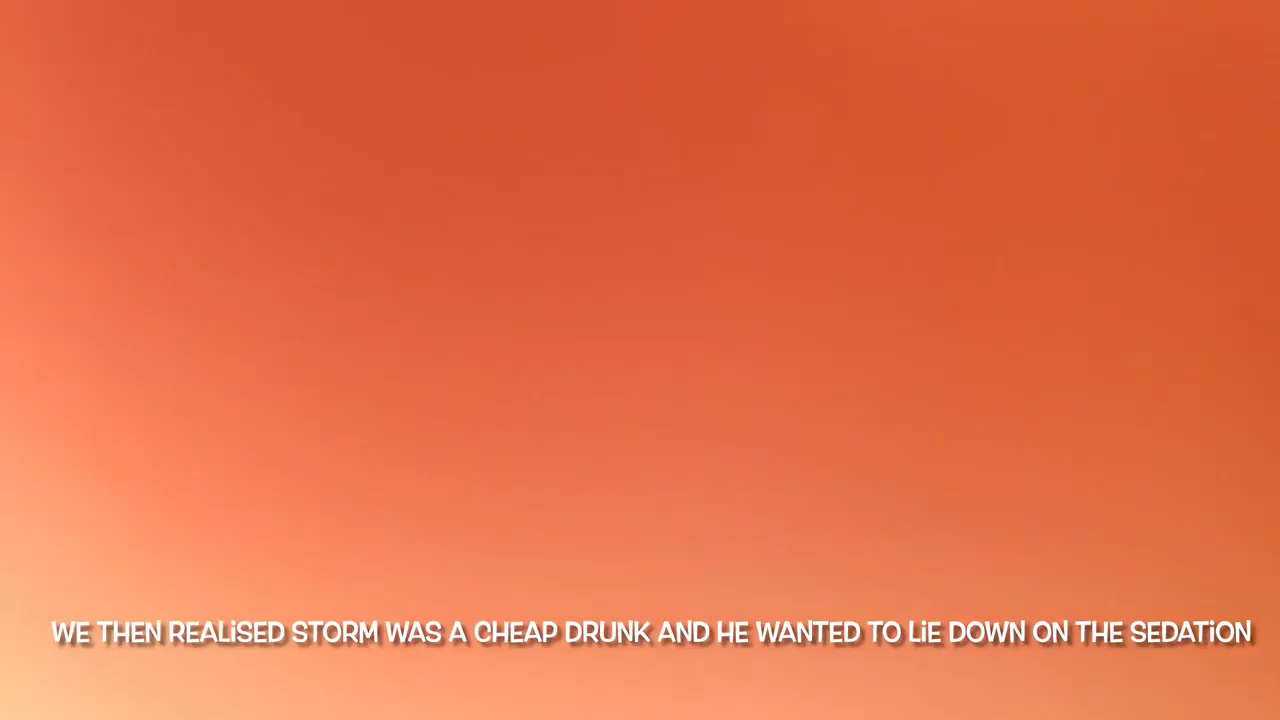 WE THEN REALiSED STORM WAS A CHEAP DRUNK AND HE WANTED TO LiE DOWN ON THE SEDATiON